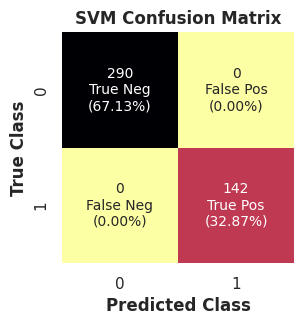 SVM Confusion Matrix
True Class
0
290
True Neg
(67.13%)
0
False Pos
(0.00%)
1
0
False Neg
(0.00%)
142
True Pos
(32.87%)
0
1
Predicted Class